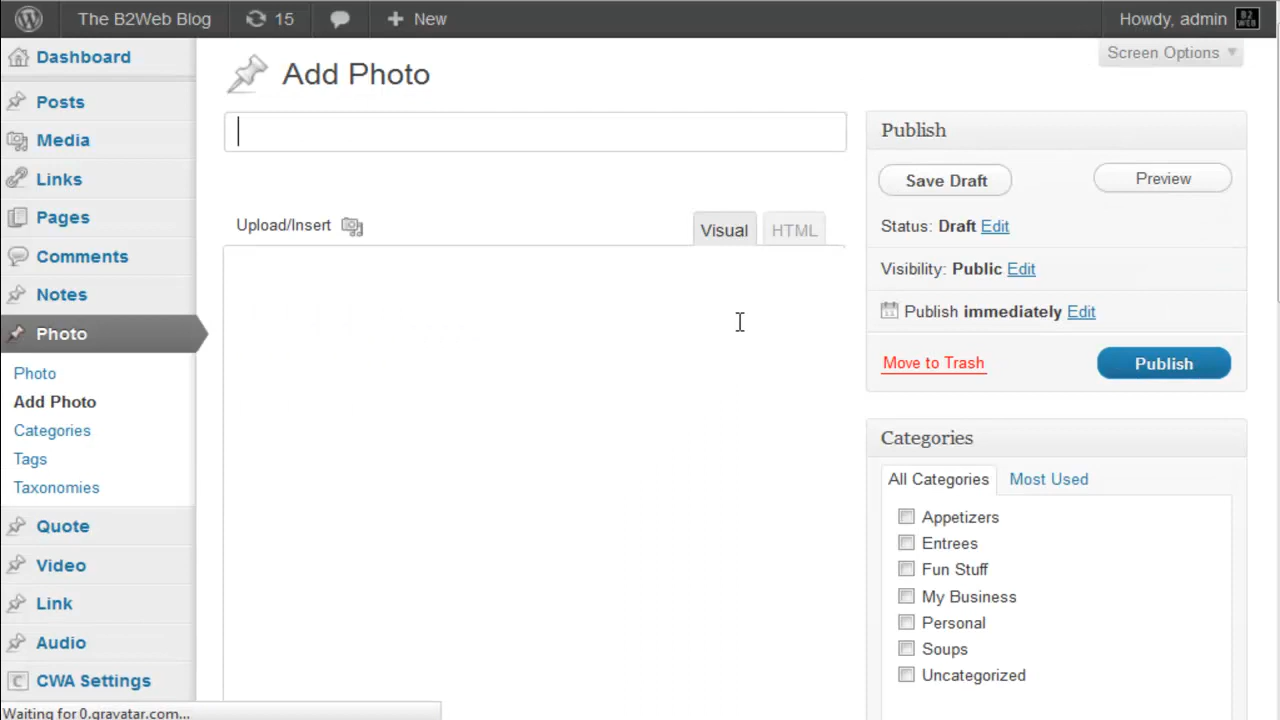 The B2Web Blog 15 New Howdy, admin B2 WEB
Screen Options
Dashboard
Posts
Media
Links
Pages
Comments
Notes
Photo
Photo
Add Photo
Categories
Tags
Taxonomies
Quote
Video
Link
Audio
CWA Settings
Waiting for 0.gravatar.com...
Add Photo
Upload/Insert Visual HTML
Publish
Save Draft Preview
Status: Draft Edit
Visibility: Public Edit
Publish immediately Edit
Move to Trash Publish
Categories
All Categories Most Used
Appetizers
Entrees
Fun Stuff
My Business
Personal
Soups
Uncategorized